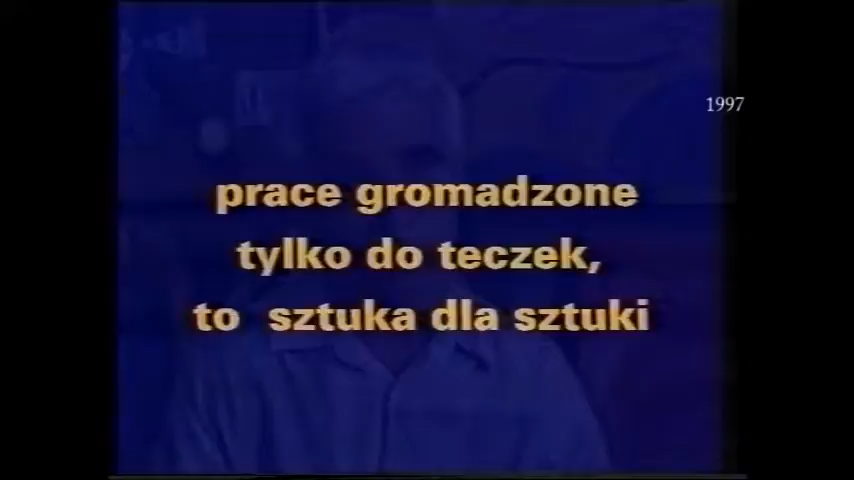 1997
prace gromadzone
tylko do teczek,
to sztuka dla sztuki